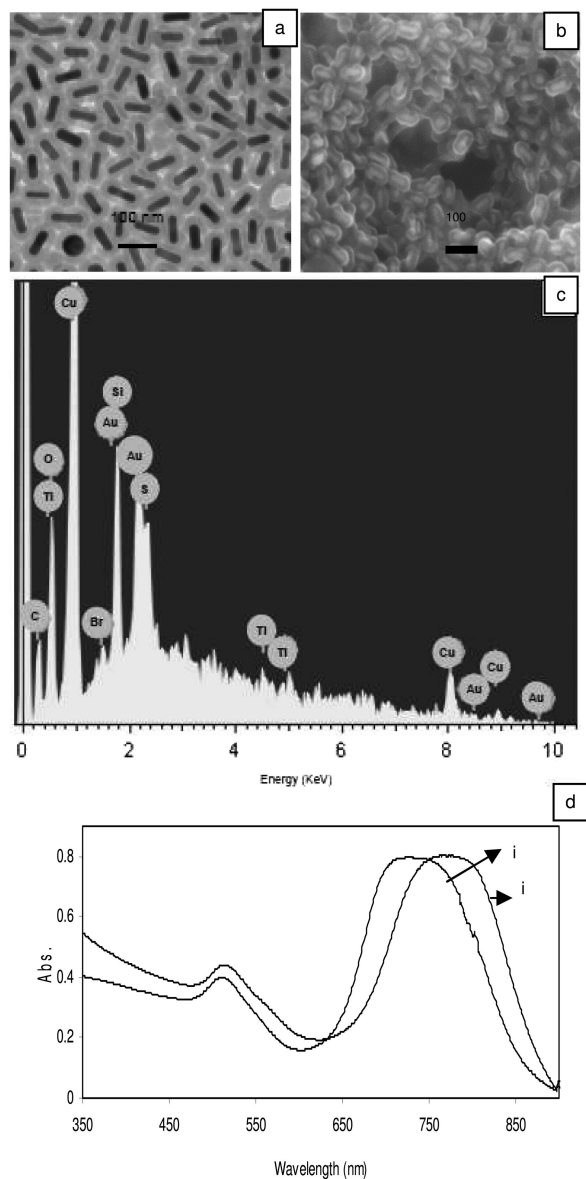 a
b
100 nm
100
c
Cu
Si
Au
O
Au
Ti
S
C
Br
Ti
Ti
Cu
Cu
Au
Au
0 2 4 6 8 10
Energy (KeV)
d
0.8
0.6
0.4
0.2
0
Abs.
i
i
350 450 550 650 750 850
Wavelength (nm)